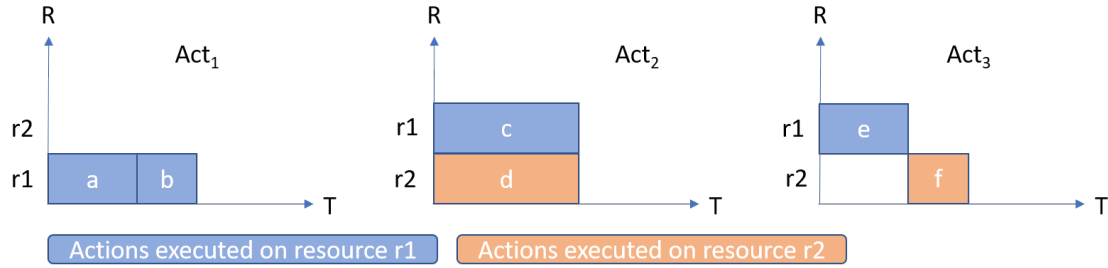 R
Act₁
r2
r1
a
b
T
R
Act₂
r1
c
r2
d
T
R
Act₃
r1
e
r2
f
T
Actions executed on resource r1
Actions executed on resource r2